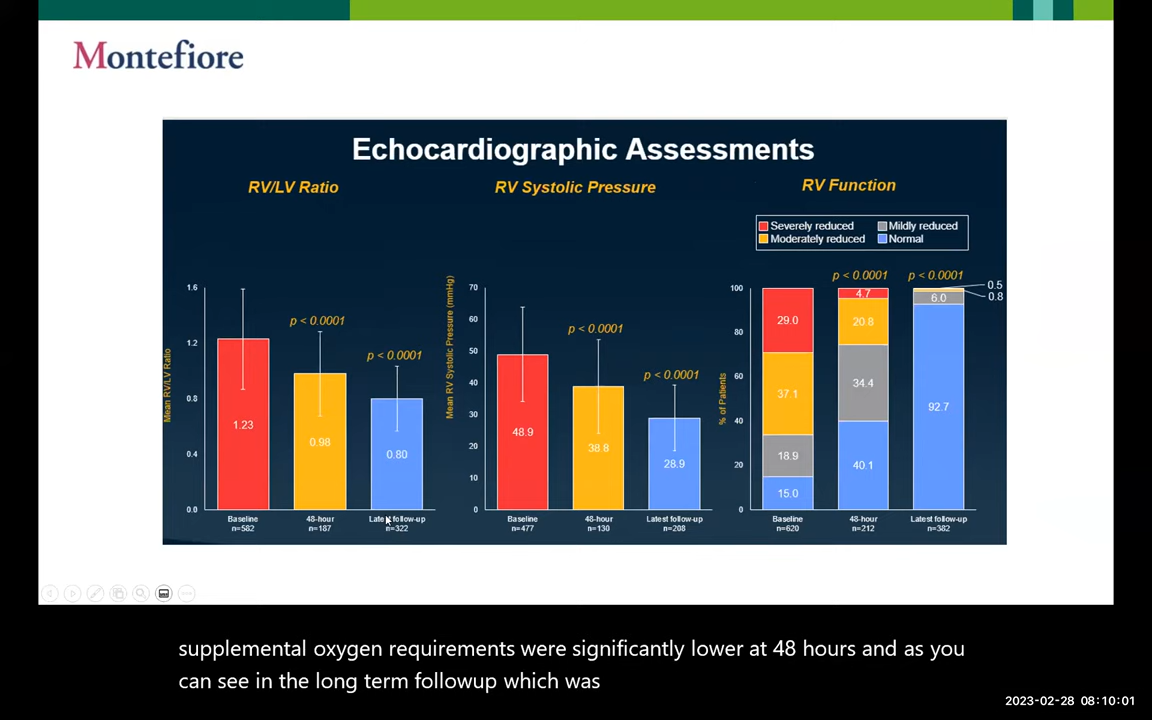 Montefiore
Echocardiographic Assessments
RV/LV Ratio
Mean RV/LV Ratio
1.6
1.2
0.8
0.4
0.0
p < 0.0001
p < 0.0001
1.23
0.98
0.80
Baseline
n=582
48-hour
n=187
Latest follow-up
n=322
RV Systolic Pressure
Mean RV Systolic Pressure (mmHg)
70
60
50
40
30
20
10
0
p < 0.0001
p < 0.0001
48.9
38.8
28.9
Baseline
n=477
48-hour
n=130
Latest follow-up
n=208
RV Function
Severely reduced
Mildly reduced
Moderately reduced
Normal
% of Patients
100
80
60
40
20
0
p < 0.0001
p < 0.0001
29.0
37.1
18.9
15.0
4.7
20.8
34.4
40.1
0.5
0.8
6.0
92.7
Baseline
n=620
48-hour
n=212
Latest follow-up
n=382
supplemental oxygen requirements were significantly lower at 48 hours and as you
can see in the long term followup which was
2023-02-28 08:10:01